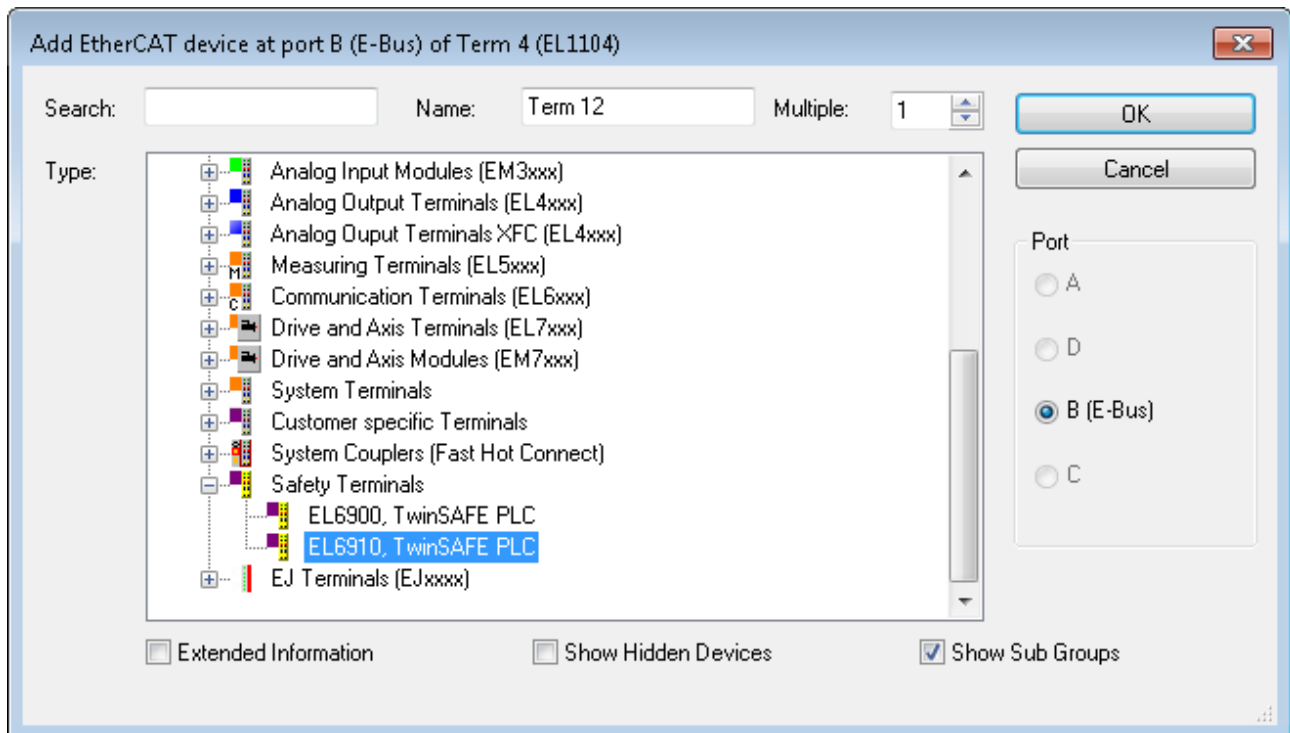 Add EtherCAT device at port B (E-Bus) of Term 4 (EL1104)
Search: Name: Term 12 Multiple: 1 OK
Type: Cancel
Analog Input Modules (EM3xxx)
Analog Output Terminals (EL4xxx)
Analog Ouput Terminals XFC (EL4xxx)
M Measuring Terminals (EL5xxx)
C Communication Terminals (EL6xxx)
Drive and Axis Terminals (EL7xxx)
Drive and Axis Modules (EM7xxx)
System Terminals
Customer specific Terminals
System Couplers (Fast Hot Connect)
Safety Terminals
EL6900, TwinSAFE PLC
EL6910, TwinSAFE PLC
EJ Terminals (EJxxxx)
Port
A
D
B (E-Bus)
C
Extended Information Show Hidden Devices Show Sub Groups